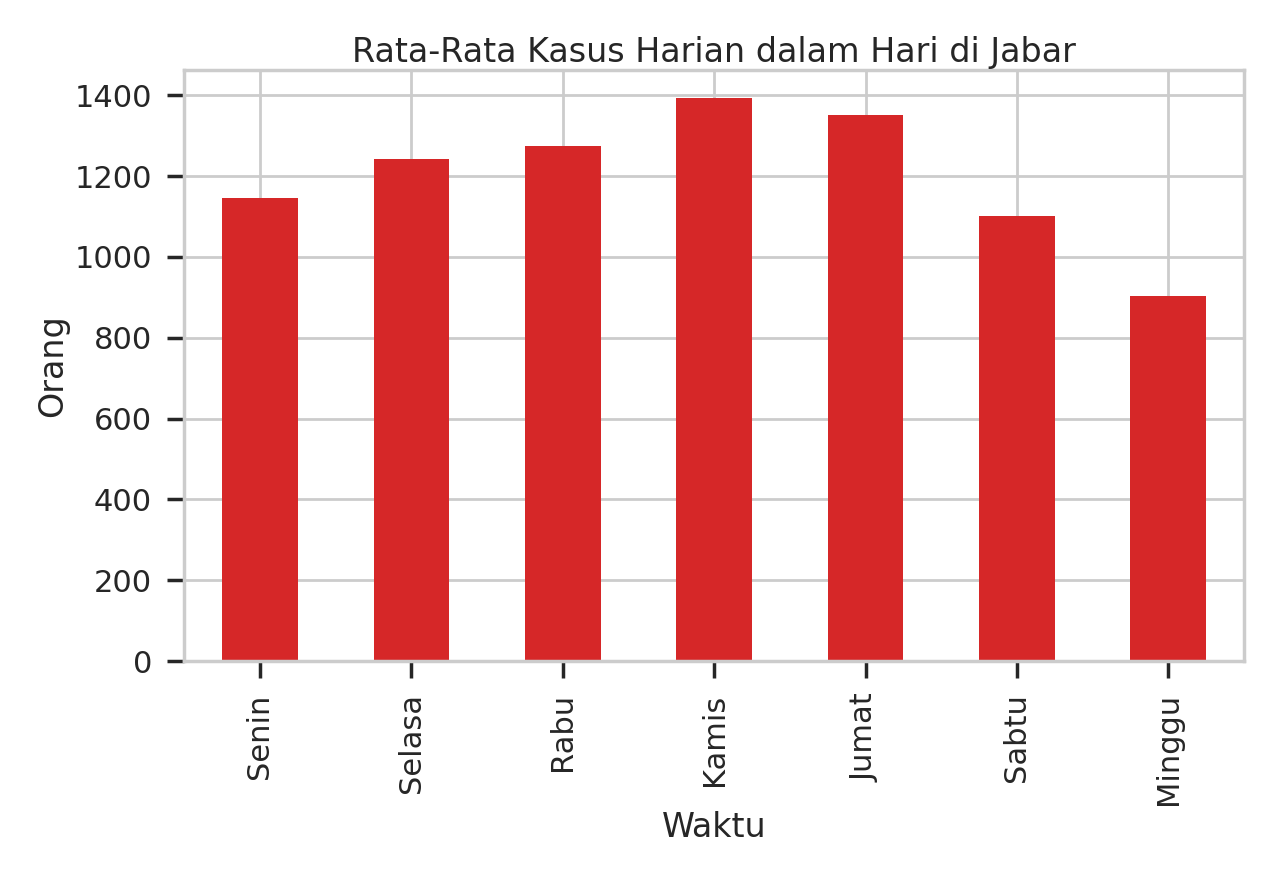 Rata-Rata Kasus Harian dalam Hari di Jabar
1400
1200
1000
800
600
400
200
0
Orang
Senin
Selasa
Rabu
Kamis
Jumat
Sabtu
Minggu
Waktu